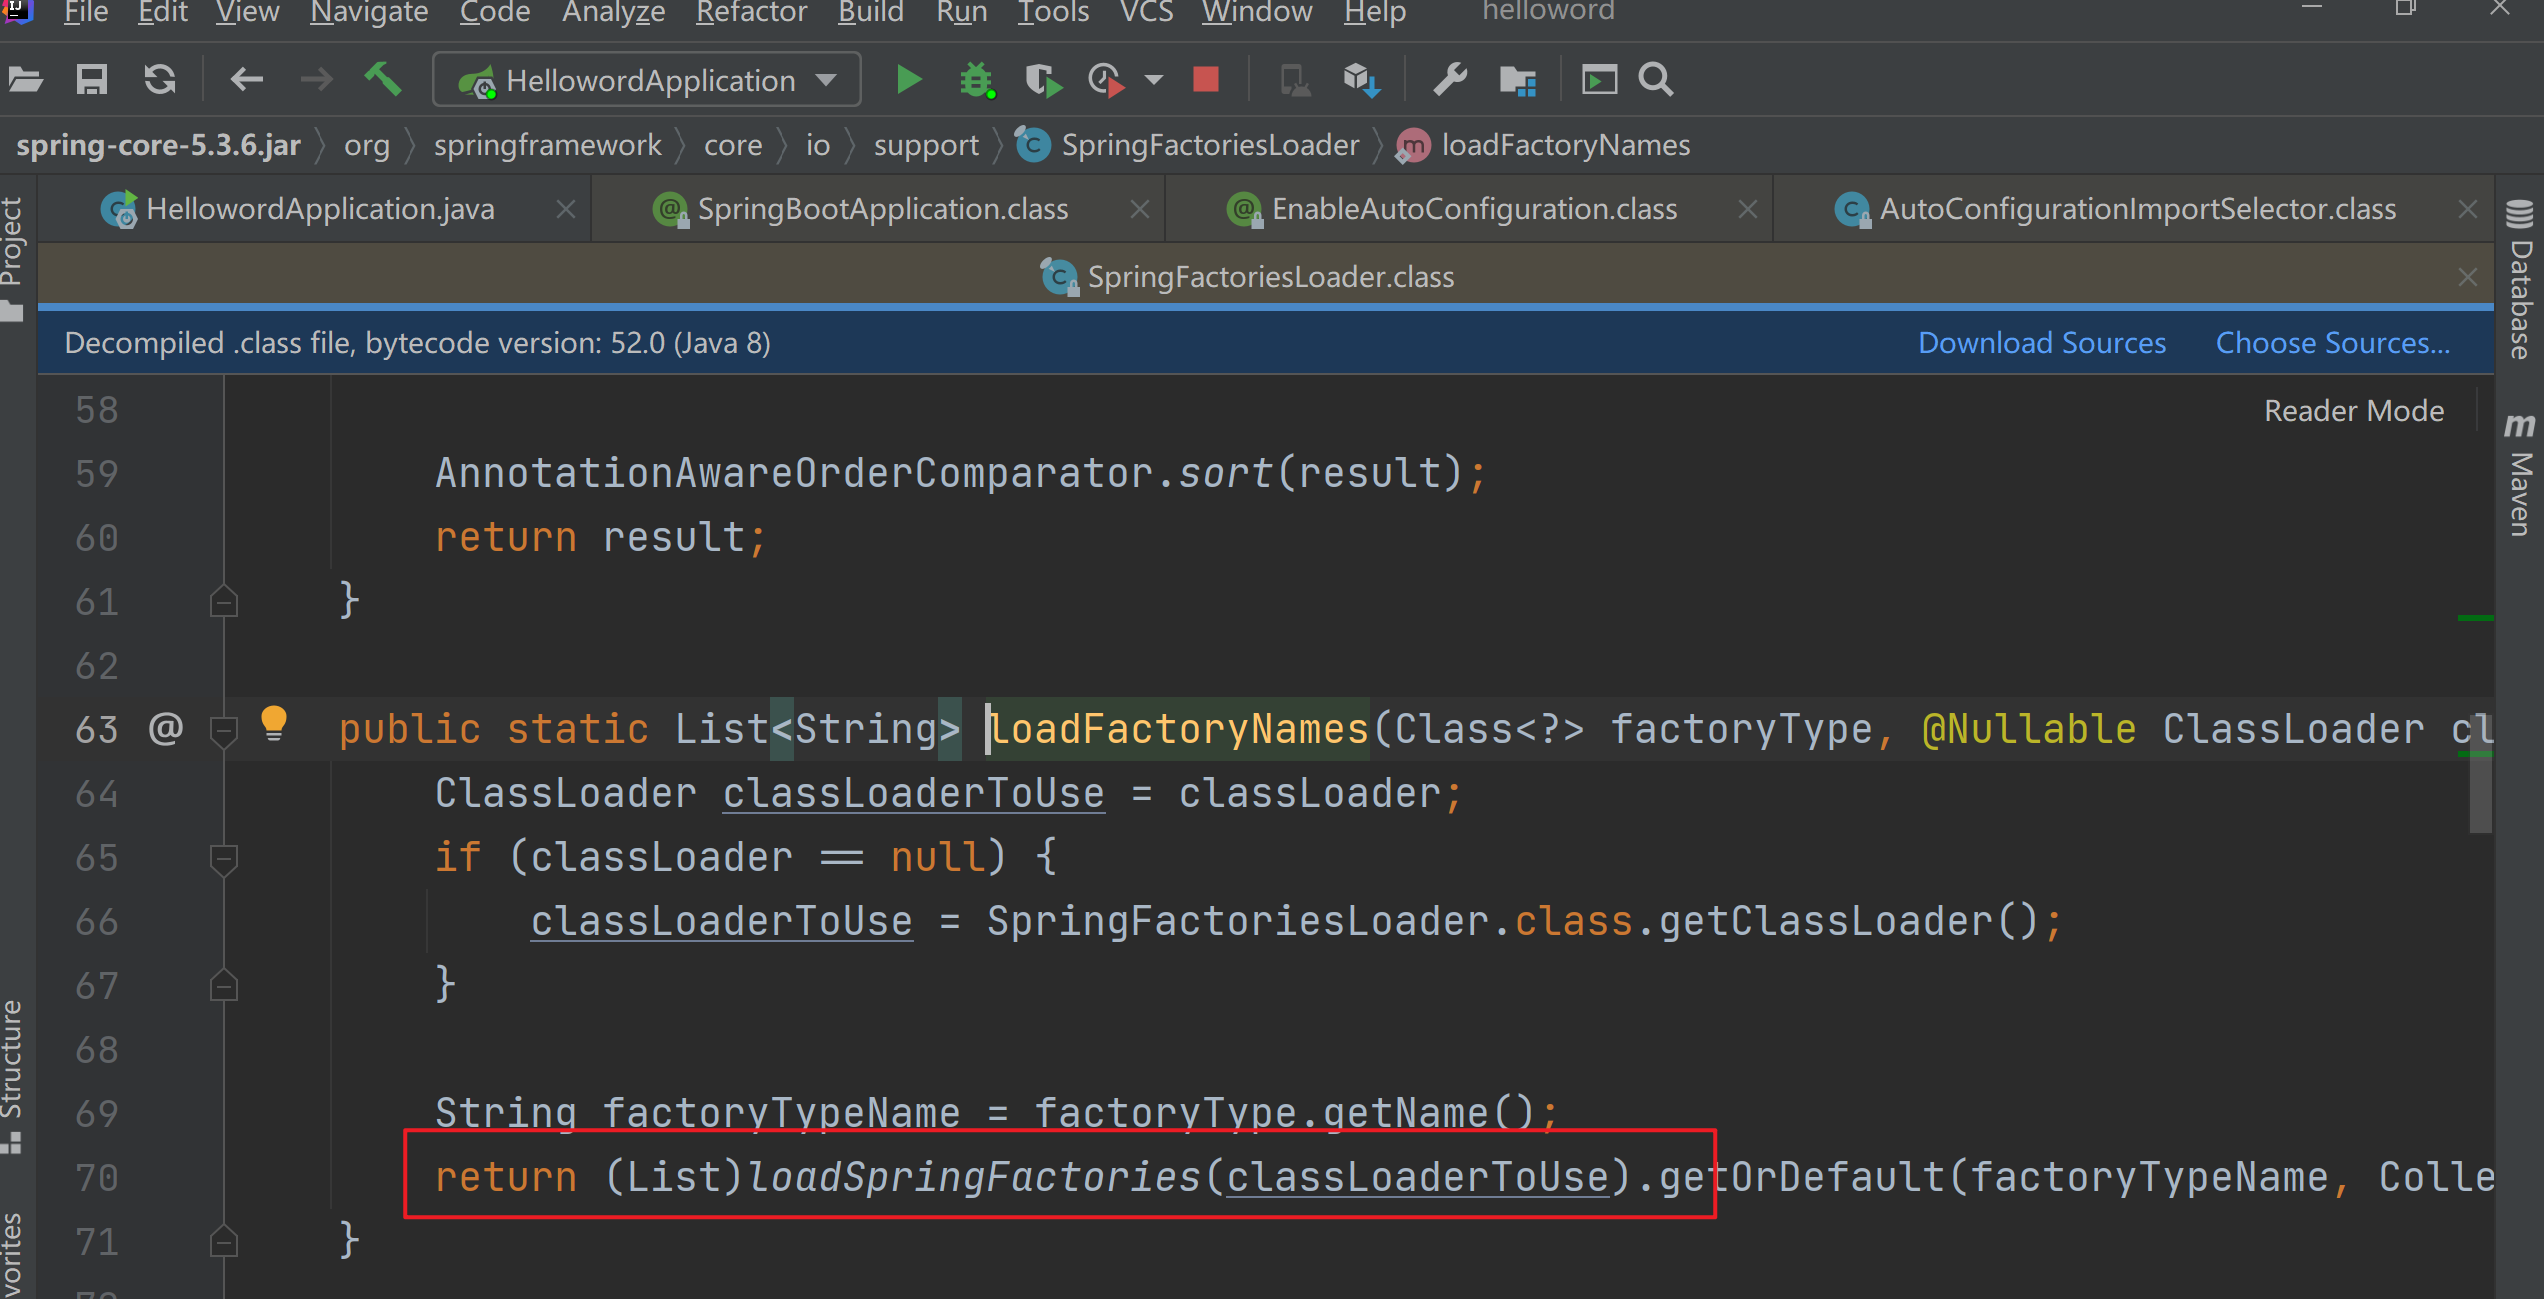 File Edit View Navigate Code Analyze Refactor Build Run Tools VCS Window Help helloword
HellowordApplication
spring-core-5.3.6.jar org springframework core io support SpringFactoriesLoader loadFactoryNames
HellowordApplication.java SpringBootApplication.class EnableAutoConfiguration.class AutoConfigurationImportSelector.class
SpringFactoriesLoader.class
Decompiled .class file, bytecode version: 52.0 (Java 8) Download Sources Choose Sources...
Reader Mode
58
59 AnnotationAwareOrderComparator.sort(result);
60 return result;
61 }
62
63 @ public static List<String> loadFactoryNames(Class<?> factoryType, @Nullable ClassLoader cl
64 ClassLoader classLoaderToUse = classLoader;
65 if (classLoader == null) {
66 classLoaderToUse = SpringFactoriesLoader.class.getClassLoader();
67 }
68
69 String factoryTypeName = factoryType.getName();
70 return (List)loadSpringFactories(classLoaderToUse).getOrDefault(factoryTypeName, Colle
71 }
Project
Structure
vorites
Database
Maven